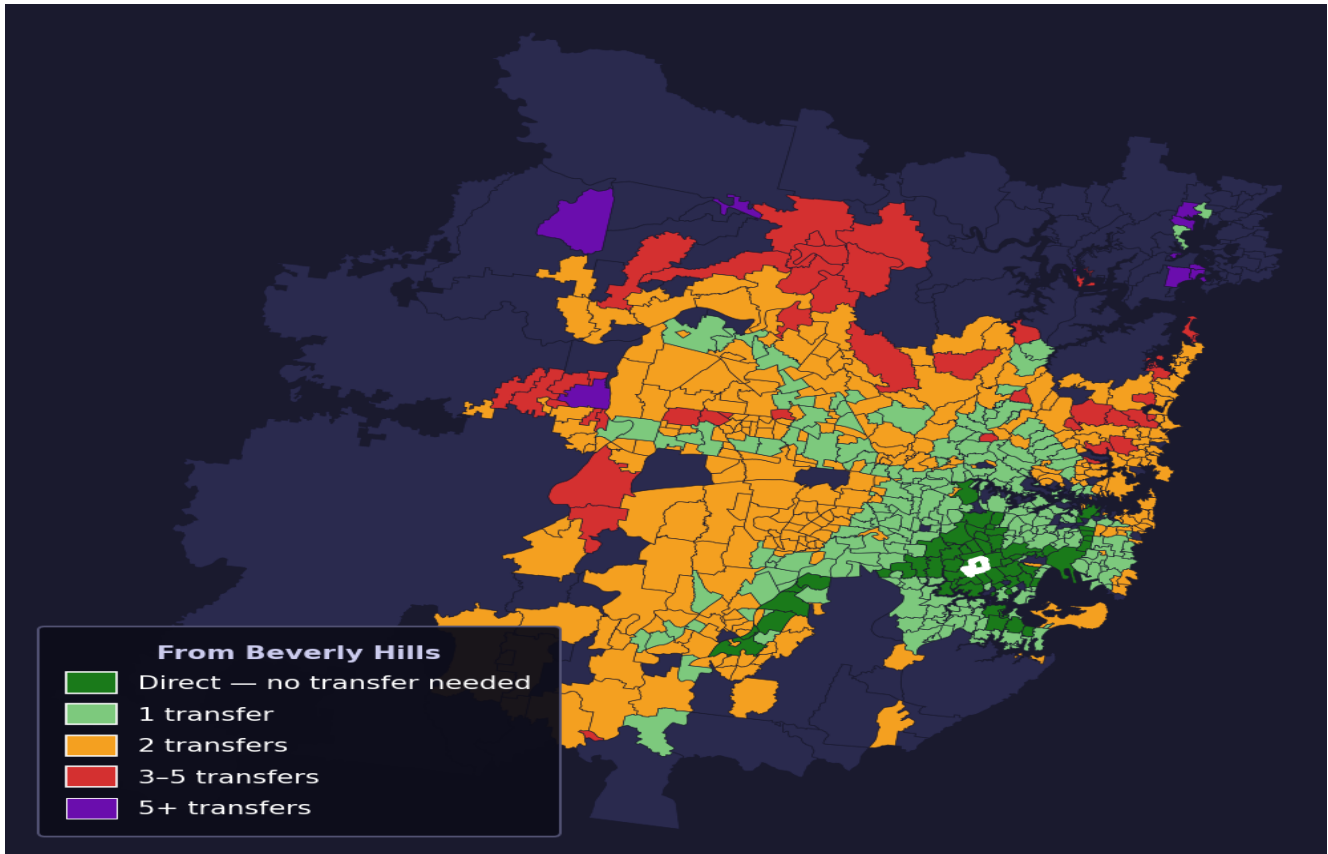 From Beverly Hills
Direct — no transfer needed
1 transfer
2 transfers
3–5 transfers
5+ transfers